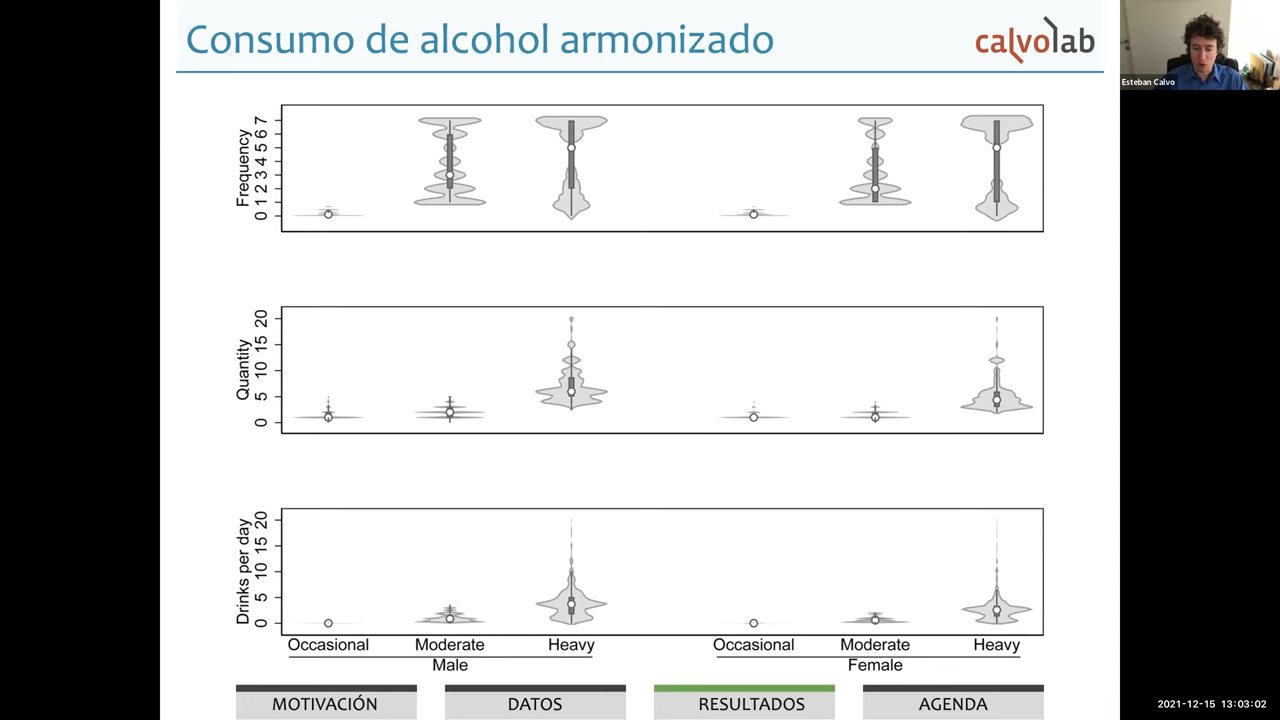 Consumo de alcohol armonizado
calvolab
Esteban Calvo
Frequency
0 1 2 3 4 5 6 7
Quantity
0 5 10 15 20
Drinks per day
0 5 10 15 20
Occasional Moderate Heavy Occasional Moderate Heavy
Male Female
MOTIVACIÓN DATOS RESULTADOS AGENDA
2021-12-15 13:03:02